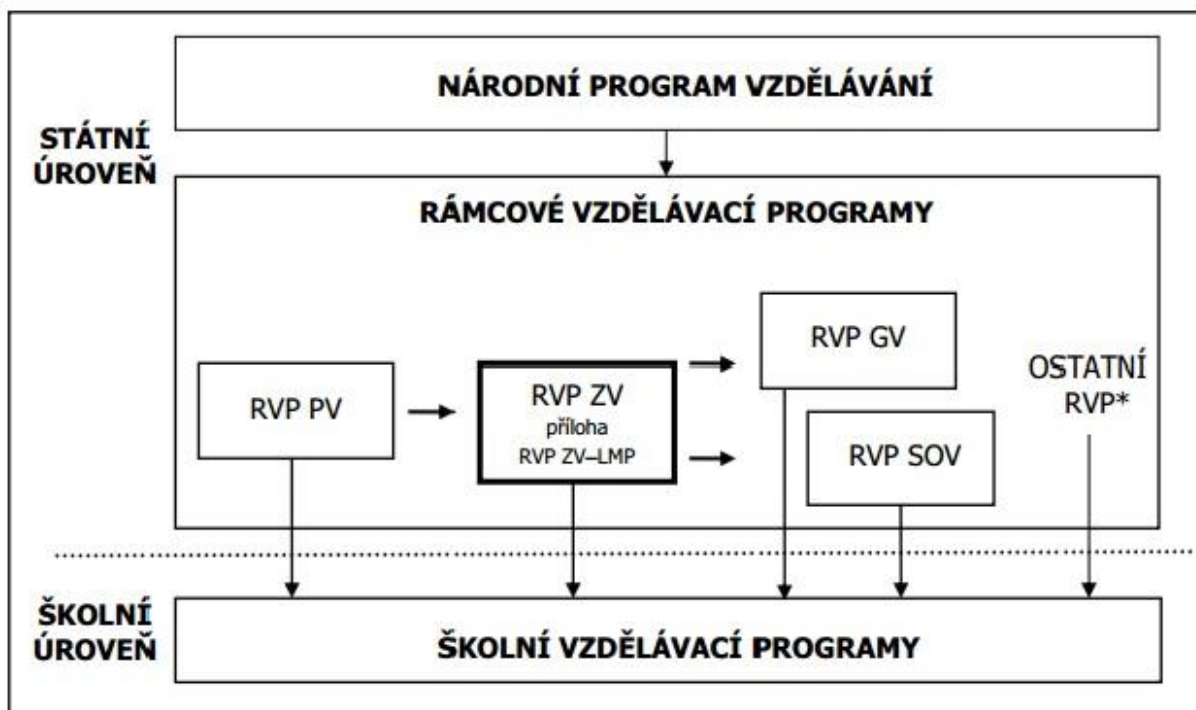 NÁRODNÍ PROGRAM VZDĚLÁVÁNÍ
STÁTNÍ
ÚROVEŇ
RÁMCOVÉ VZDĚLÁVACÍ PROGRAMY
RVP PV
RVP ZV
příloha
RVP ZV–LMP
RVP GV
RVP SOV
OSTATNÍ
RVP*
ŠKOLNÍ
ÚROVEŇ
ŠKOLNÍ VZDĚLÁVACÍ PROGRAMY